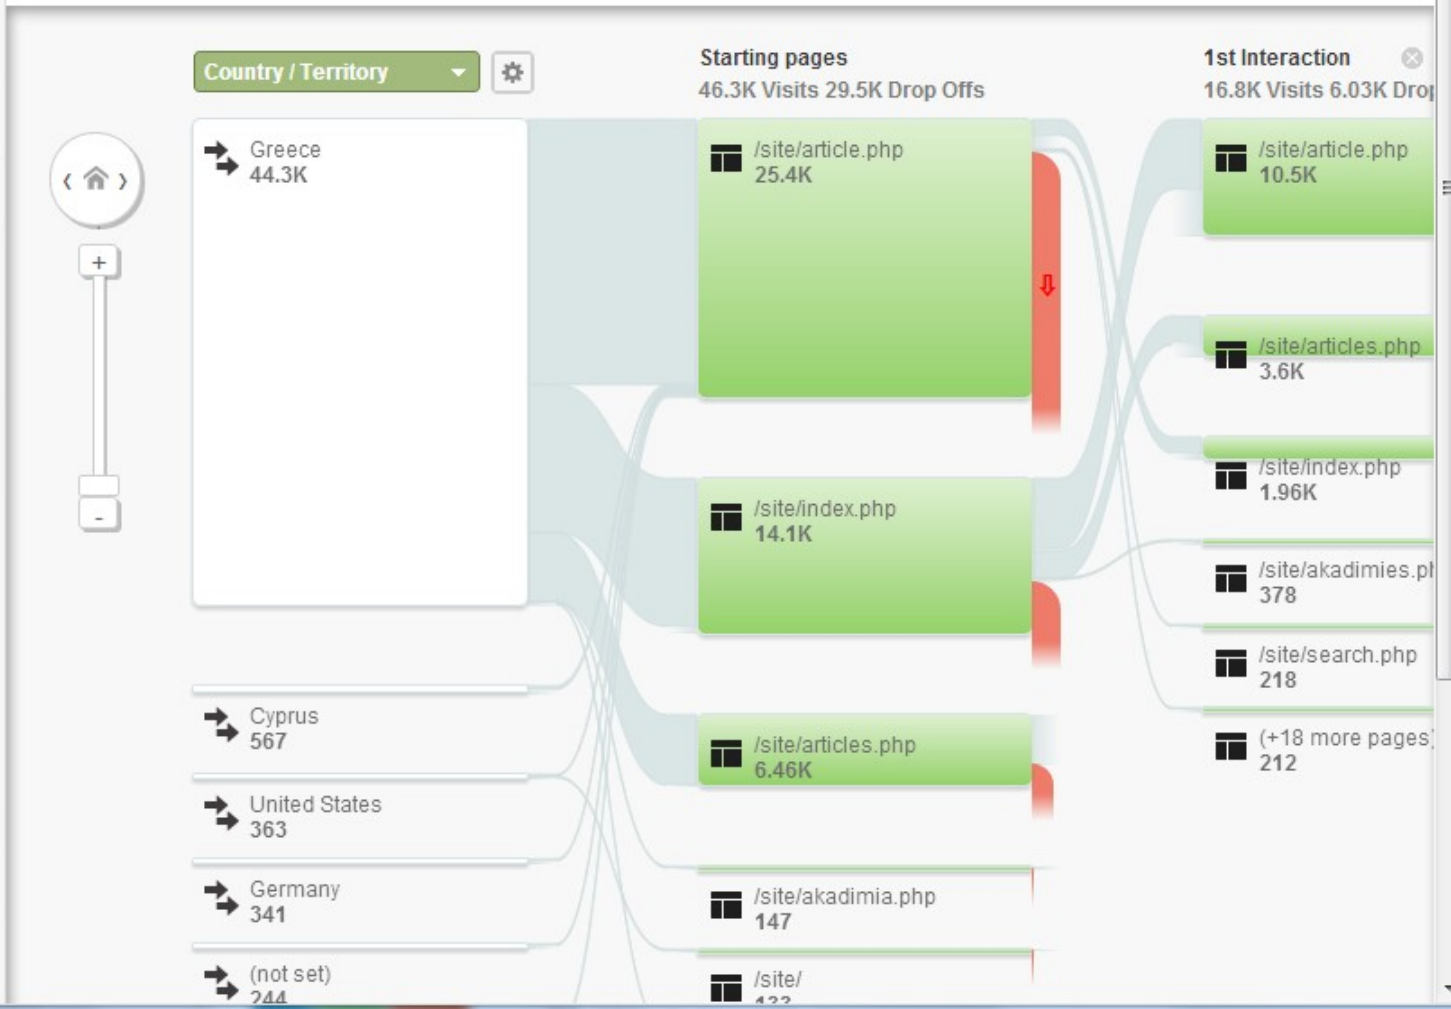 Country / Territory
Starting pages
46.3K Visits 29.5K Drop Offs
1st Interaction
16.8K Visits 6.03K
Greece
44.3K
Cyprus
567
United States
363
Germany
341
(not set)
244
/site/article.php
25.4K
/site/index.php
14.1K
/site/articles.php
6.46K
/site/akadimia.php
147
/site/
/site/article.php
10.5K
/site/articles.php
3.6K
/site/index.php
1.96K
/site/akadimies.ph
378
/site/search.php
218
(+18 more pages)
212
+
-